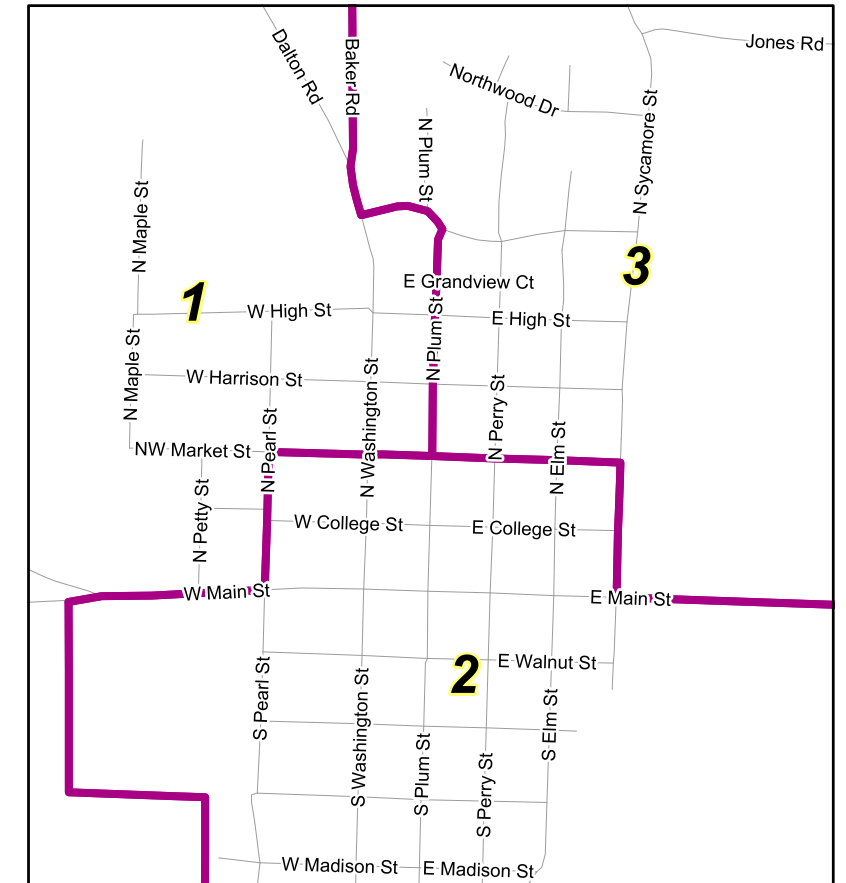 Jones Rd
Dalton Rd
Baker Rd
Northwood Dr
N Plum St
N Sycamore St
N Maple St
3
E Grandview Ct
1
W High St
E High St
N Plum St
N Maple St
W Harrison St
N Washington St
N Perry St
N Pearl St
N Elm St
NW Market St
N Petty St
W College St
E College St
W Main St
E Main St
2
E Walnut St
S Pearl St
S Washington St
S Elm St
S Plum St
S Perry St
W Madison St
E Madison St